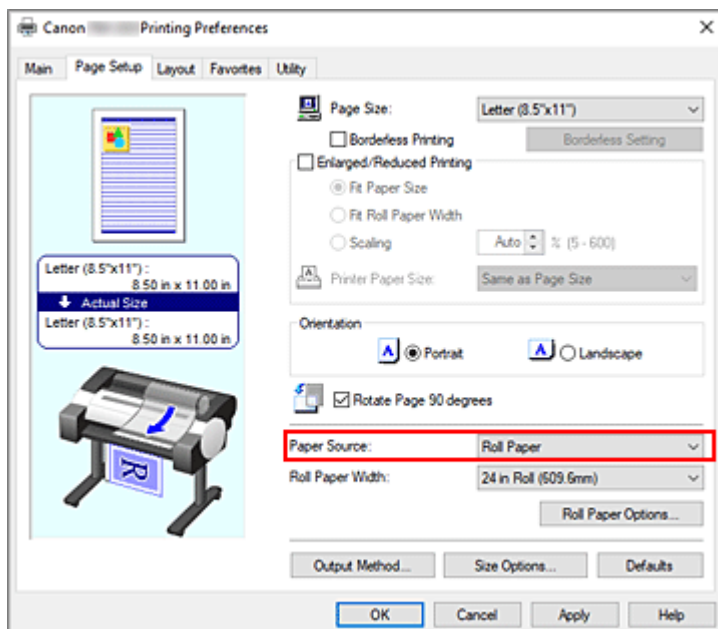 Canon Printing Preferences
Main Page Setup Layout Favorites Utility
Page Size: Letter (8.5"x11")
Borderless Printing Borderless Setting
Enlarged/Reduced Printing
Fit Paper Size
Fit Roll Paper Width
Scaling Auto % (5 - 600)
Printer Paper Size: Same as Page Size
Letter (8.5"x11") :
8.50 in x 11.00 in
Actual Size
Letter (8.5"x11") :
8.50 in x 11.00 in
Orientation
A Portrait A Landscape
Rotate Page 90 degrees
Paper Source: Roll Paper
Roll Paper Width: 24 in Roll (609.6mm)
R
Roll Paper Options...
Output Method... Size Options... Defaults
OK Cancel Apply Help